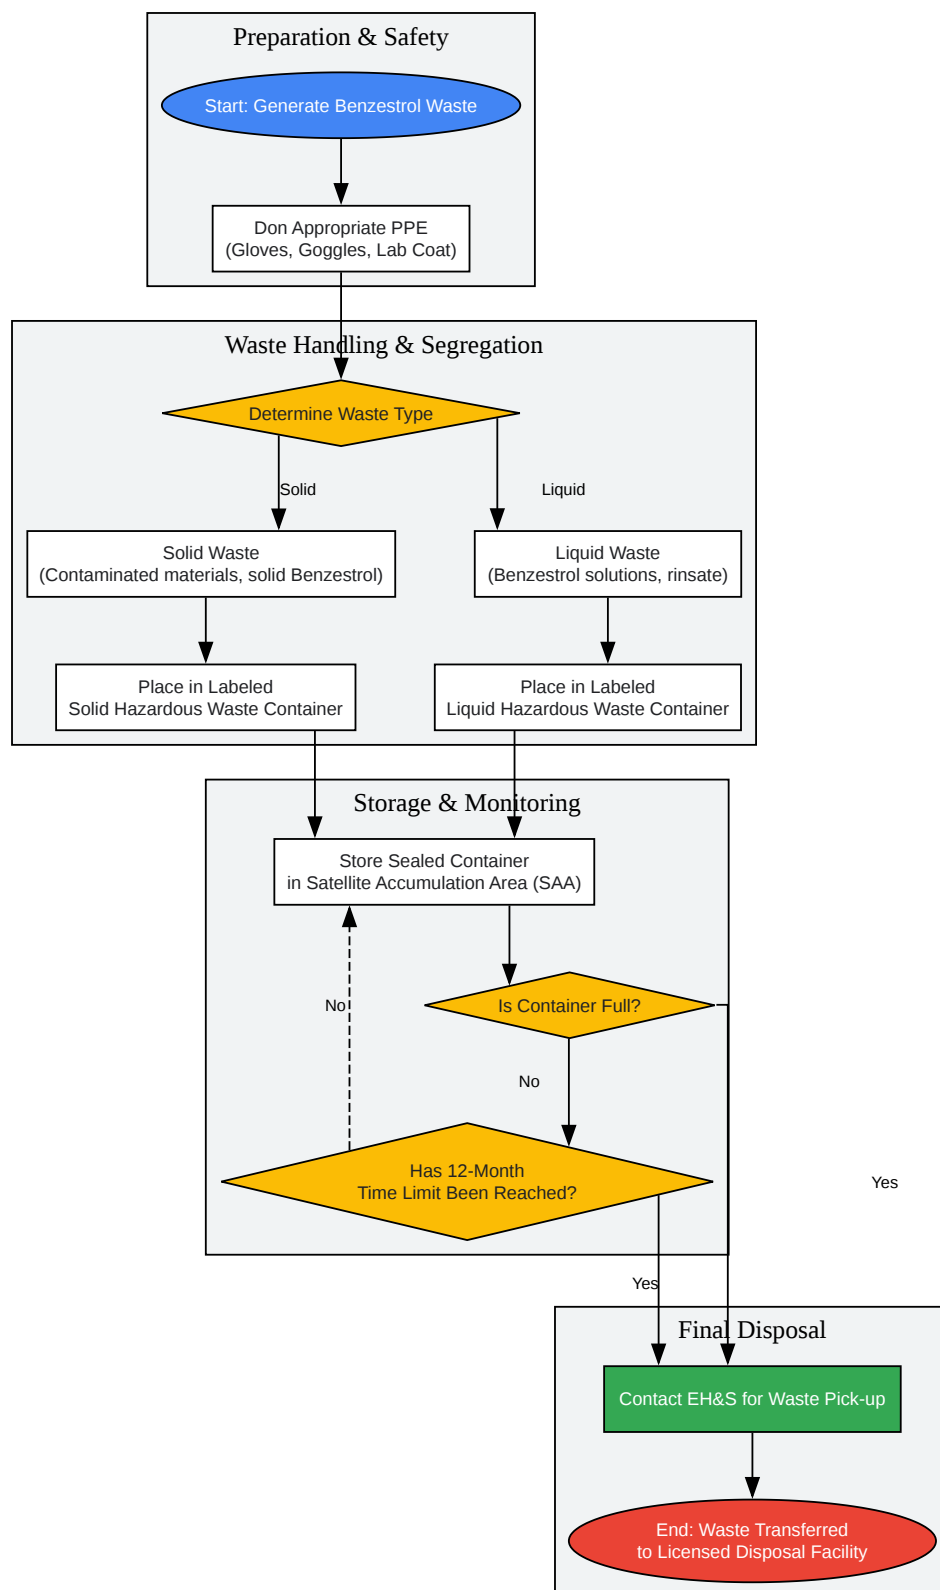 Preparation & Safety
Start: Generate Benzestrol Waste
Don Appropriate PPE
(Gloves, Goggles, Lab Coat)
Waste Handling & Segregation
Determine Waste Type
Solid
Liquid
Solid Waste
(Contaminated materials, solid Benzestrol)
Liquid Waste
(Benzestrol solutions, rinsate)
Place in Labeled
Solid Hazardous Waste Container
Place in Labeled
Liquid Hazardous Waste Container
Storage & Monitoring
Store Sealed Container
in Satellite Accumulation Area (SAA)
No
Is Container Full?
No
Has 12-Month
Time Limit Been Reached?
Yes
Yes
Final Disposal
Contact EH&S for Waste Pick-up
End: Waste Transferred
to Licensed Disposal Facility